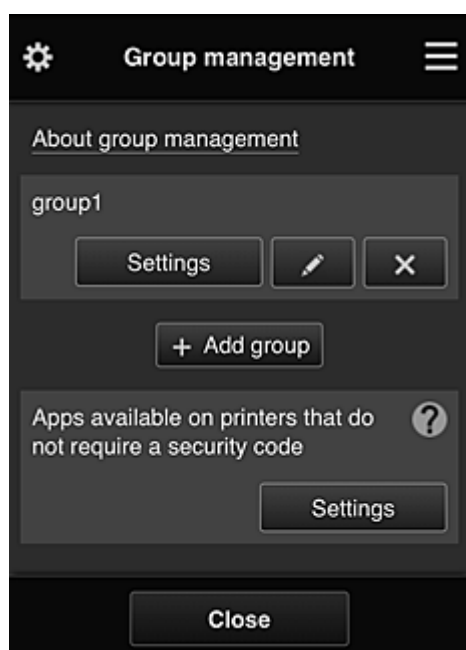 Group management
About group management
group1
Settings
+ Add group
Apps available on printers that do
not require a security code
?
Settings
Close